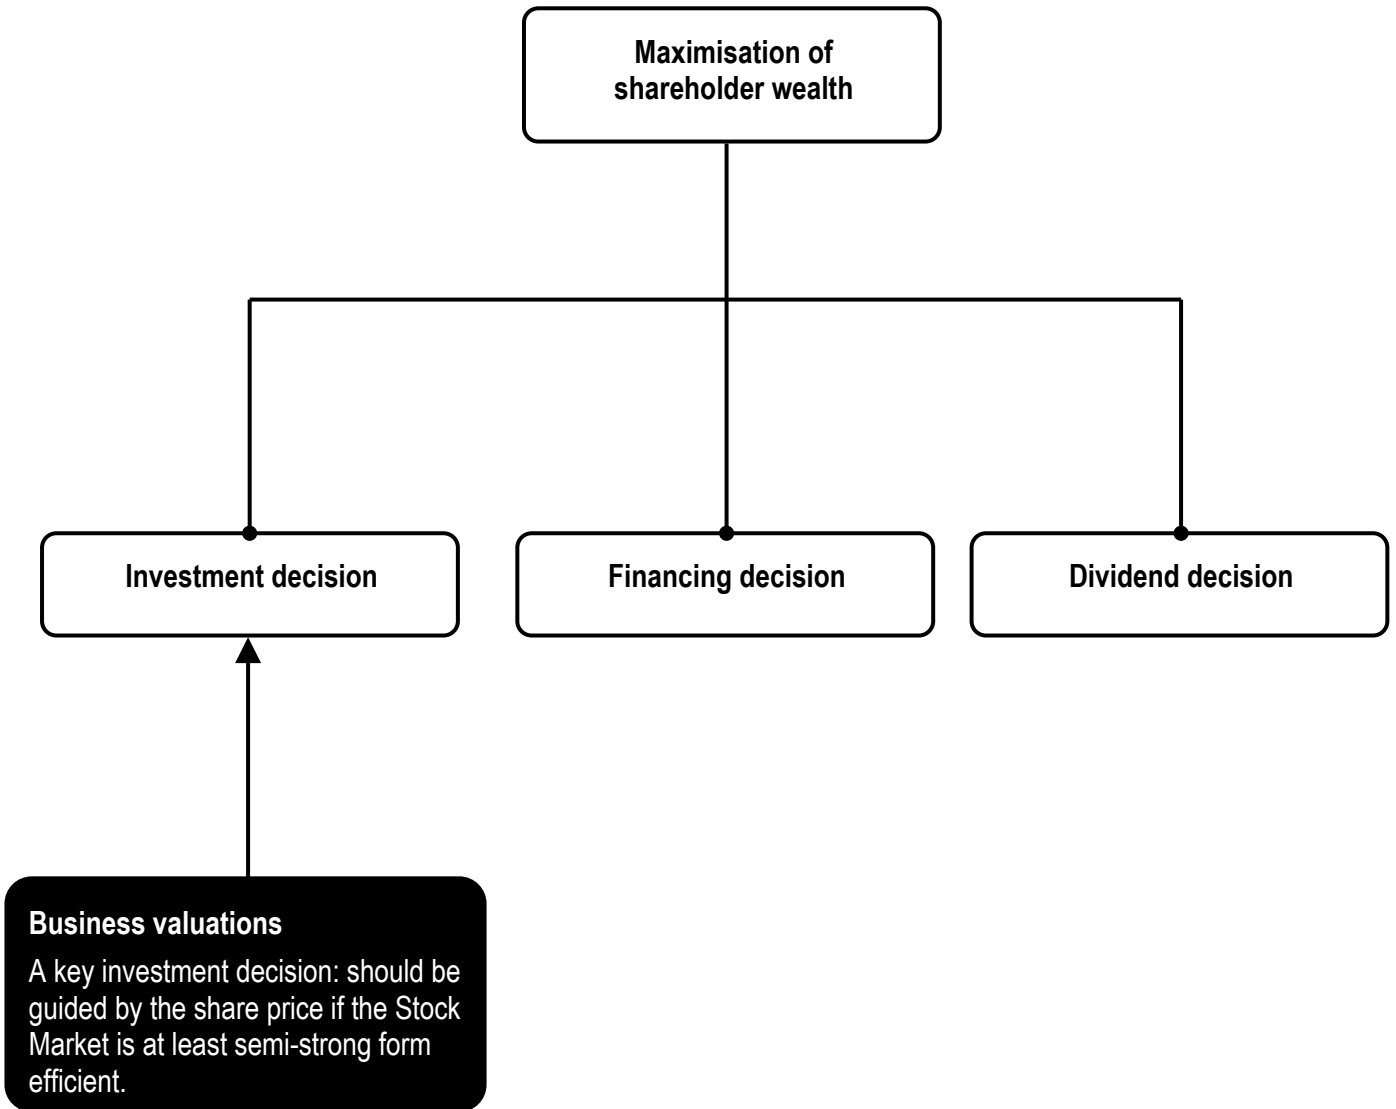 Maximisation of
shareholder wealth
Investment decision
Financing decision
Dividend decision
Business valuations
A key investment decision: should be
guided by the share price if the Stock
Market is at least semi-strong form
efficient.